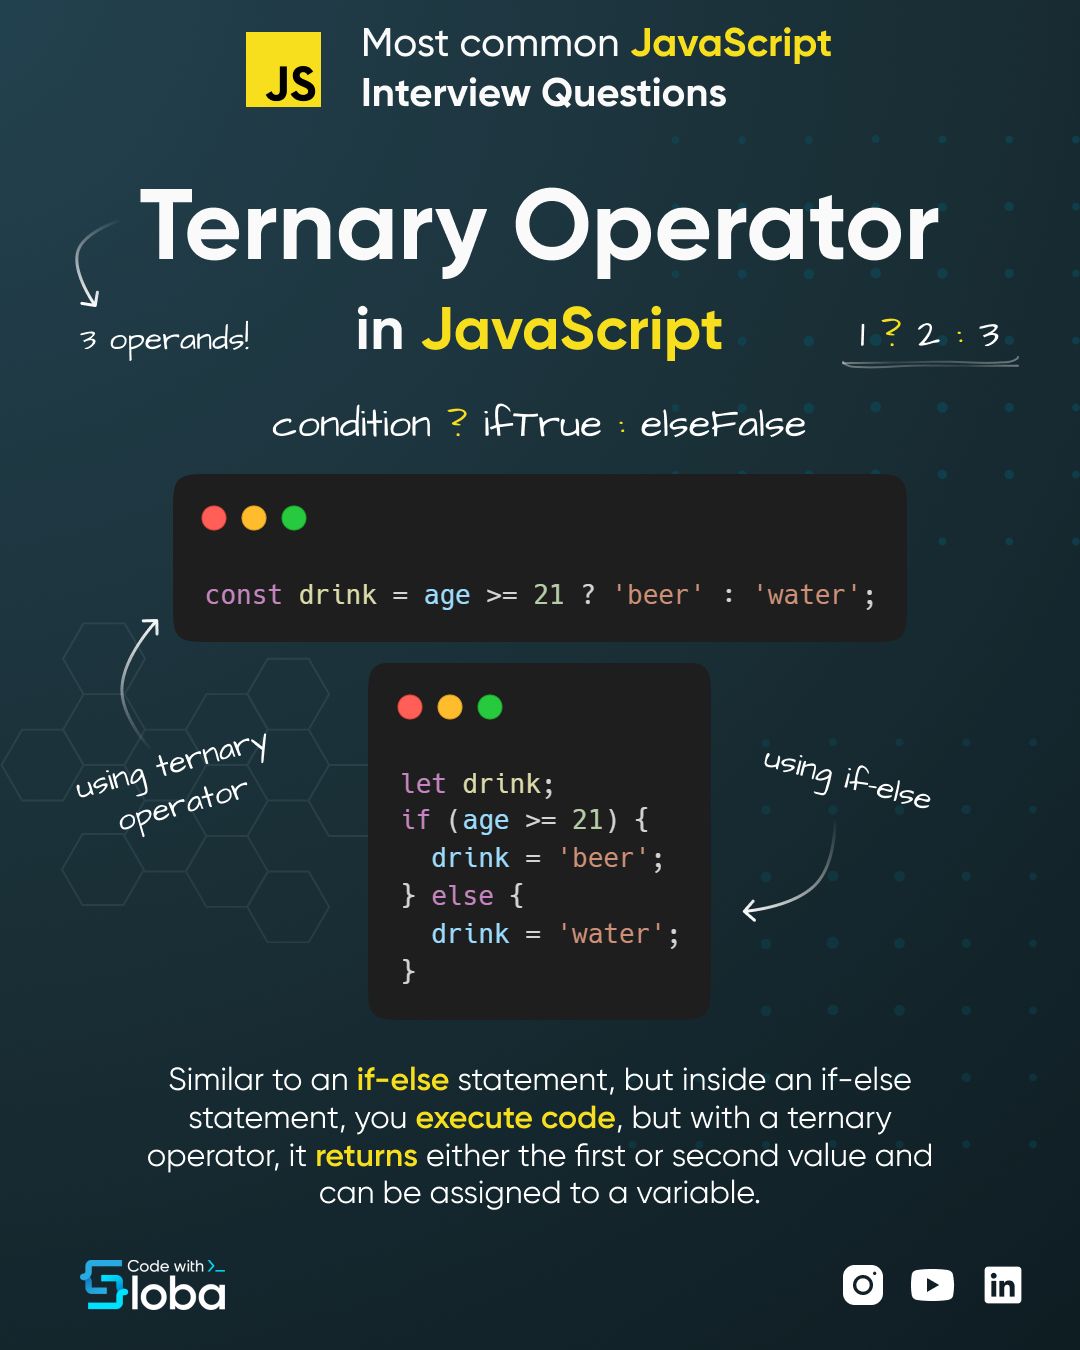 JS
Most common JavaScript
Interview Questions
Ternary Operator
in JavaScript
3 operands!
1 ? 2 : 3
condition ? ifTrue : elseFalse
const drink = age >= 21 ? 'beer' : 'water';
using ternary
operator
let drink;
if (age >= 21) {
  drink = 'beer';
} else {
  drink = 'water';
}
using if-else
Similar to an if-else statement, but inside an if-else
statement, you execute code, but with a ternary
operator, it returns either the first or second value and
can be assigned to a variable.
Code with >_
Sloba
in